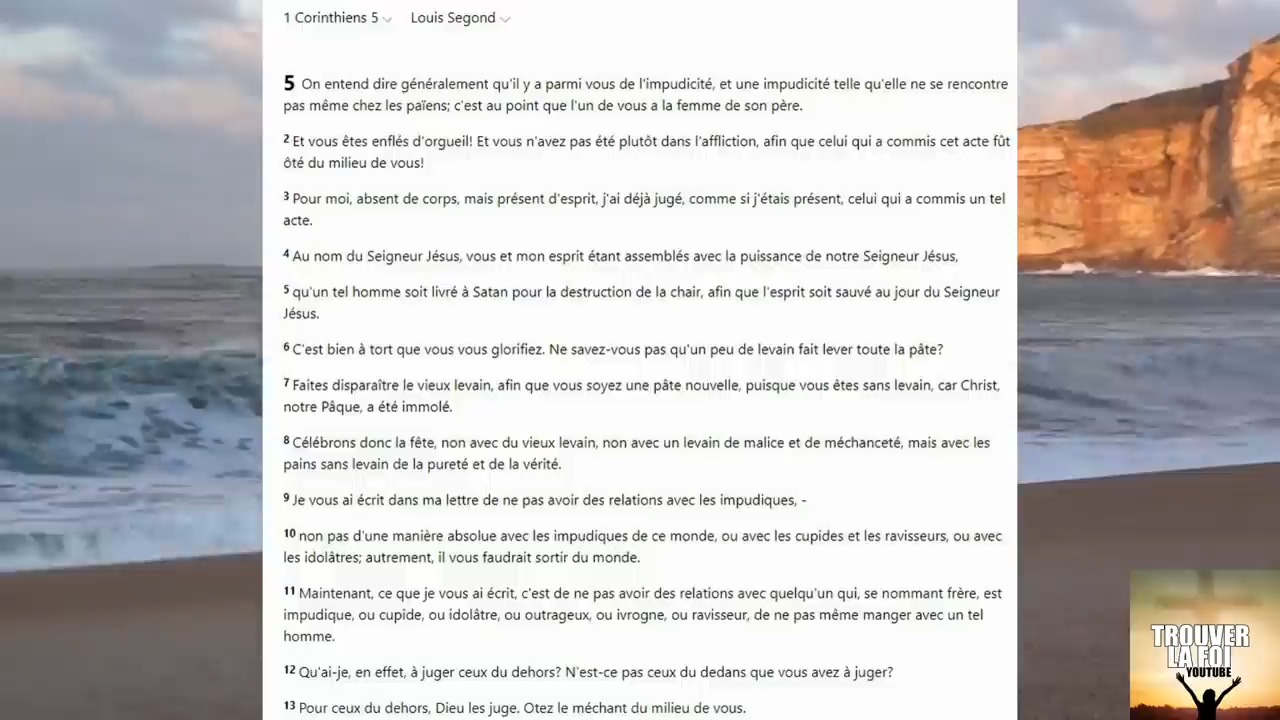 1 Corinthiens 5 Louis Segond
5 On entend dire généralement qu'il y a parmi vous de l'impudicité, et une impudicité telle qu'elle ne se rencontre
pas même chez les païens; c'est au point que l'un de vous a la femme de son père.
2 Et vous êtes enflés d'orgueil! Et vous n'avez pas été plutôt dans l'affliction, afin que celui qui a commis cet acte fût
ôté du milieu de vous!
3 Pour moi, absent de corps, mais présent d'esprit, j'ai déjà jugé, comme si j'étais présent, celui qui a commis un tel
acte.
4 Au nom du Seigneur Jésus, vous et mon esprit étant assemblés avec la puissance de notre Seigneur Jésus,
5 qu'un tel homme soit livré à Satan pour la destruction de la chair, afin que l'esprit soit sauvé au jour du Seigneur
Jésus.
6 C'est bien à tort que vous vous glorifiez. Ne savez-vous pas qu'un peu de levain fait lever toute la pâte?
7 Faites disparaître le vieux levain, afin que vous soyez une pâte nouvelle, puisque vous êtes sans levain, car Christ,
notre Pâque, a été immolé.
8 Célébrons donc la fête, non avec du vieux levain, non avec un levain de malice et de méchanceté, mais avec les
pains sans levain de la pureté et de la vérité.
9 Je vous ai écrit dans ma lettre de ne pas avoir des relations avec les impudiques, -
10 non pas d'une manière absolue avec les impudiques de ce monde, ou avec les cupides et les ravisseurs, ou avec
les idolâtres; autrement, il vous faudrait sortir du monde.
11 Maintenant, ce que je vous ai écrit, c'est de ne pas avoir des relations avec quelqu'un qui, se nommant frère, est
impudique, ou cupide, ou idolâtre, ou outrageux, ou ivrogne, ou ravisseur, de ne pas même manger avec un tel
homme.
12 Qu'ai-je, en effet, à juger ceux du dehors? N'est-ce pas ceux du dedans que vous avez à juger?
13 Pour ceux du dehors, Dieu les juge. Otez le méchant du milieu de vous.
TROUVER
LA FOI
YOUTUBE